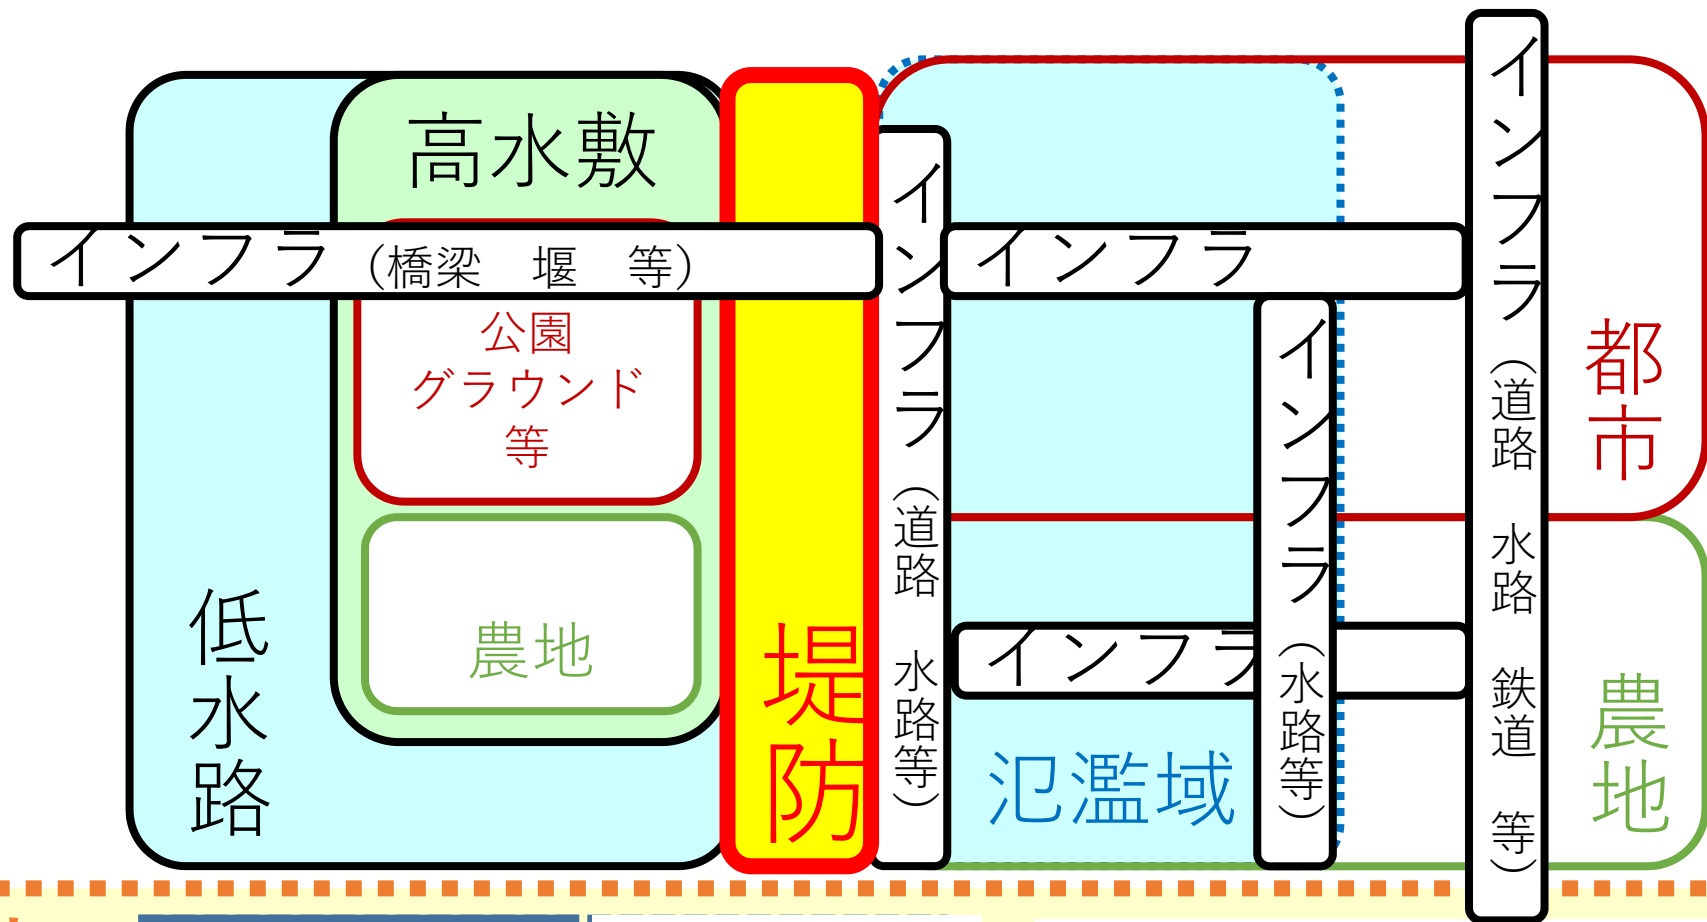 高水敷
インフラ（橋梁　堰　等）
公園
グラウンド
等
農地
低水路
堤防
インフラ（道路　水路等）
インフラ
インフラ
氾濫域
インフラ（水路等）
インフラ（道路　水路　鉄道　等）
都市
農地